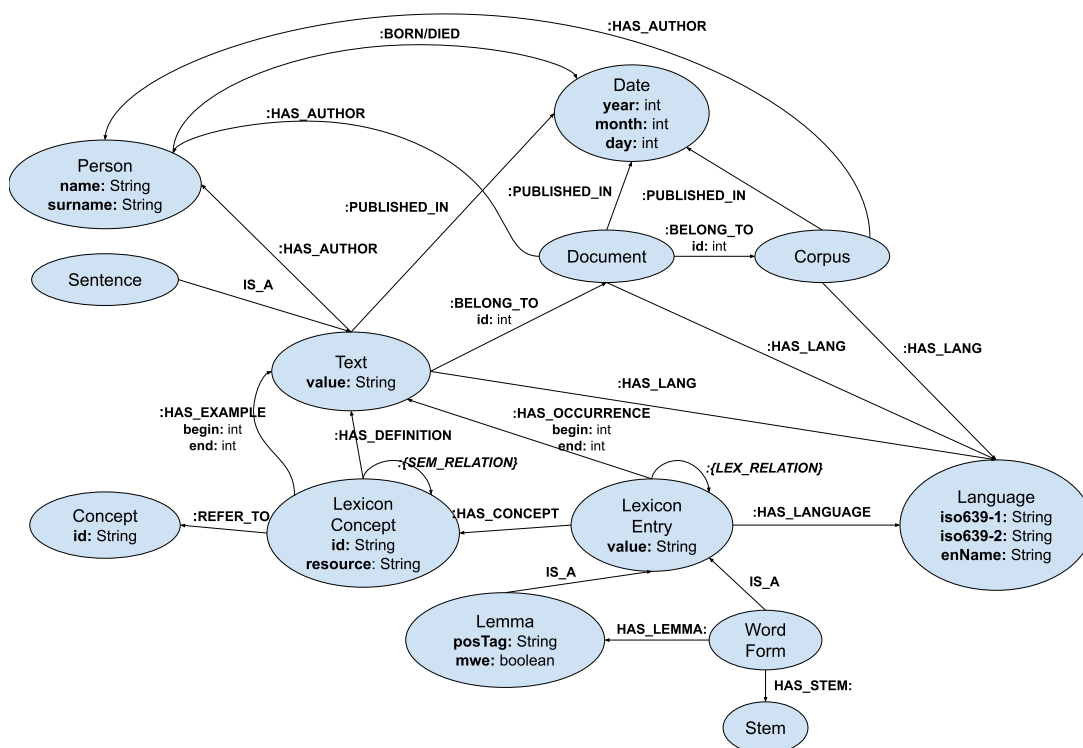 :HAS_AUTHOR
:BORN/DIED
Date
year: int
month: int
day: int
:HAS_AUTHOR
Person
name: String
surname: String
:PUBLISHED_IN
:PUBLISHED_IN
:PUBLISHED_IN
:HAS_AUTHOR
:BELONG_TO
id: int
Document
Corpus
Sentence
IS_A
:BELONG_TO
id: int
:HAS_LANG
:HAS_LANG
Text
value: String
:HAS_LANG
:HAS_EXAMPLE
begin: int
end: int
:HAS_DEFINITION
:HAS_OCCURRENCE
begin: int
end: int
:{SEM_RELATION}
:{LEX_RELATION}
Concept
id: String
:REFER_TO
Lexicon
Concept
id: String
resource: String
:HAS_CONCEPT
Lexicon
Entry
value: String
:HAS_LANGUAGE
Language
iso639-1: String
iso639-2: String
enName: String
IS_A
IS_A
Lemma
posTag: String
mwe: boolean
HAS_LEMMA:
Word
Form
HAS_STEM:
Stem